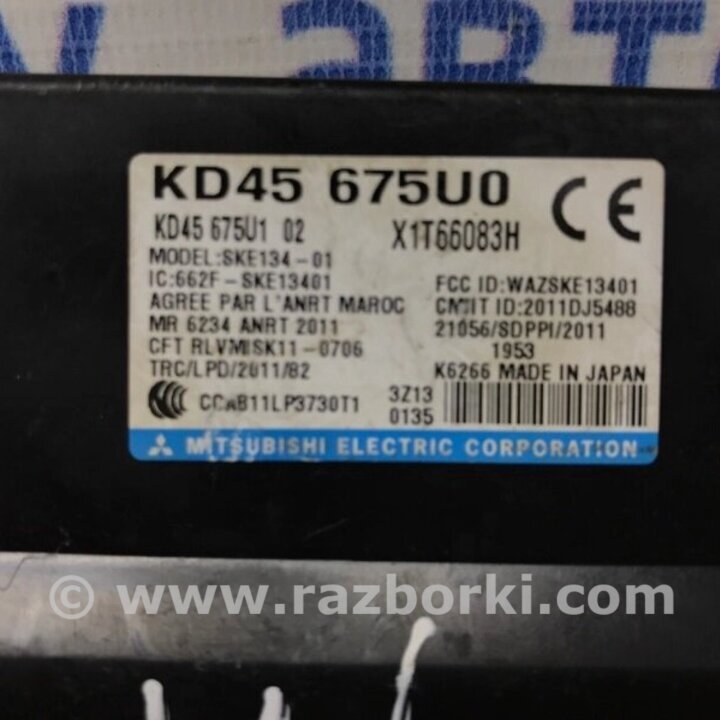 KD45 675U0
KD45 675U1 02 X1T66083H
MODEL:SKE134-01
IC:662F-SKE13401 FCC ID:WAZSKE13401
AGREE PAR L'ANRT MAROC CMIIT ID:2011DJ5488
MR 6234 ANRT 2011 21056/SDPPI/2011
CFT RLVMISK11-0706 1953
TRC/LPD/2011/82 K6266 MADE IN JAPAN
CCAB11LP3730T1 3Z13
0135
MITSUBISHI ELECTRIC CORPORATION
© www.razborki.com